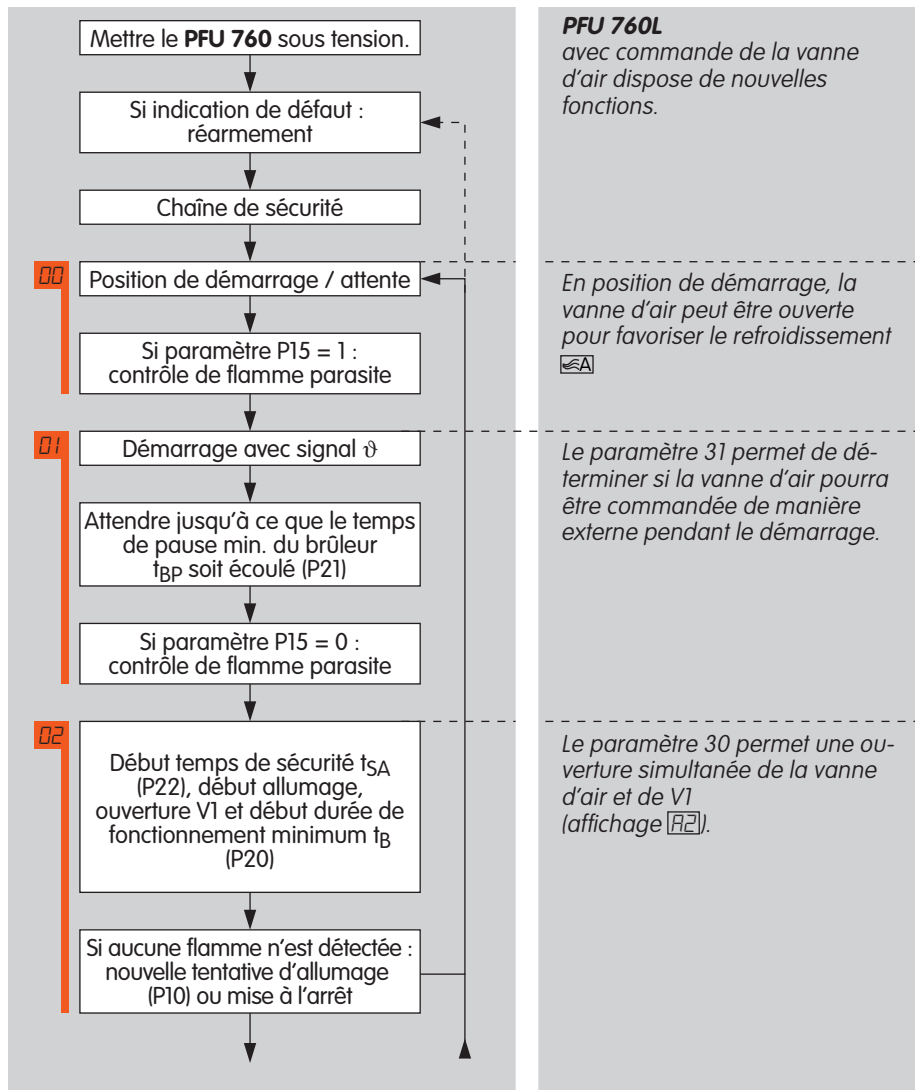 Mettre le PFU 760 sous tension.
Si indication de défaut :
réarmement
Chaîne de sécurité
00
Position de démarrage / attente
Si paramètre P15 = 1 :
contrôle de flamme parasite
01
Démarrage avec signal ϑ
Attendre jusqu'à ce que le temps
de pause min. du brûleur
tBP soit écoulé (P21)
Si paramètre P15 = 0 :
contrôle de flamme parasite
02
Début temps de sécurité tSA
(P22), début allumage,
ouverture V1 et début durée de
fonctionnement minimum tB
(P20)
Si aucune flamme n'est détectée :
nouvelle tentative d'allumage
(P10) ou mise à l'arrêt
PFU 760L
avec commande de la vanne
d'air dispose de nouvelles
fonctions.
En position de démarrage, la
vanne d'air peut être ouverte
pour favoriser le refroidissement
A
Le paramètre 31 permet de dé-
terminer si la vanne d'air pourra
être commandée de manière
externe pendant le démarrage.
Le paramètre 30 permet une ou-
verture simultanée de la vanne
d'air et de V1
(affichage A2).